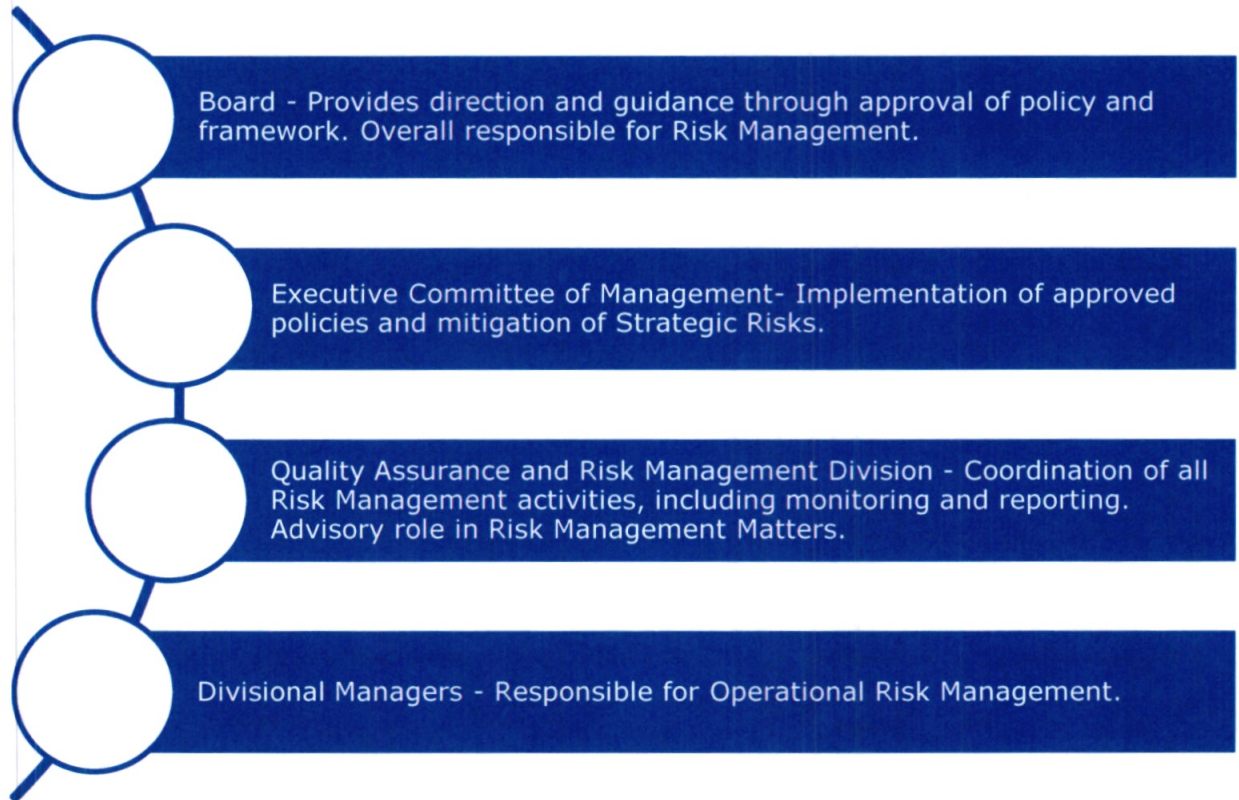 Board - Provides direction and guidance through approval of policy and
framework. Overall responsible for Risk Management.
Executive Committee of Management- Implementation of approved
policies and mitigation of Strategic Risks.
Quality Assurance and Risk Management Division - Coordination of all
Risk Management activities, including monitoring and reporting.
Advisory role in Risk Management Matters.
Divisional Managers - Responsible for Operational Risk Management.